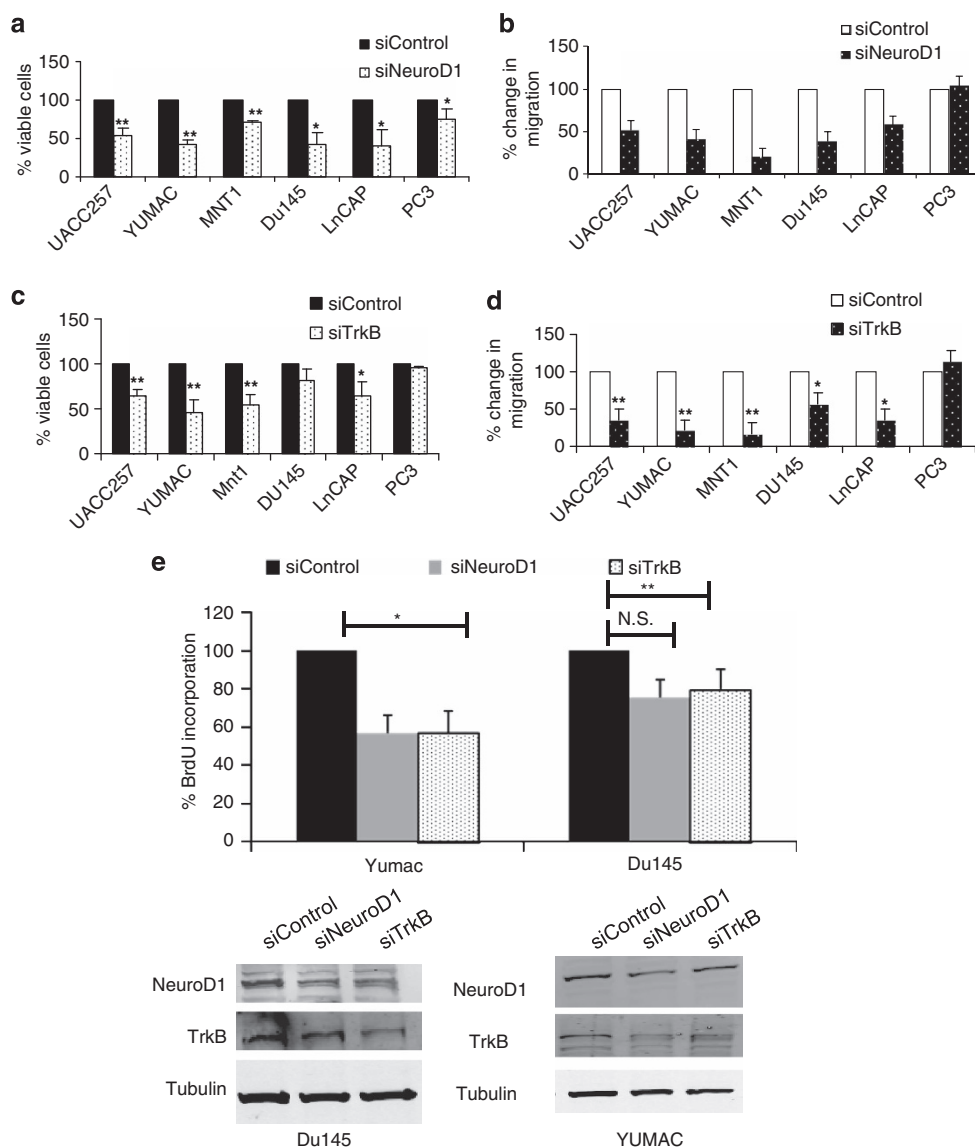 a
siControl
siNeuroD1
% viable cells
150
100
50
0
** ** ** * * *
UACC257 YUMAC MNT1 Du145 LnCAP PC3
b
siControl
siNeuroD1
% change in migration
150
100
50
0
UACC257 YUMAC MNT1 Du145 LnCAP PC3
c
siControl
siTrkB
% viable cells
150
100
50
0
** ** ** *
UACC257 YUMAC Mnt1 DU145 LnCAP PC3
d
siControl
siTrkB
% change in migration
150
100
50
0
** ** ** * *
UACC257 YUMAC MNT1 DU145 LnCAP PC3
e
siControl siNeuroD1 siTrkB
% BrdU incorporation
120
100
80
60
40
20
0
*
**
N.S.
Yumac Du145
siControl siNeuroD1 siTrkB
NeuroD1
TrkB
Tubulin
Du145
siControl siNeuroD1 siTrkB
NeuroD1
TrkB
Tubulin
YUMAC